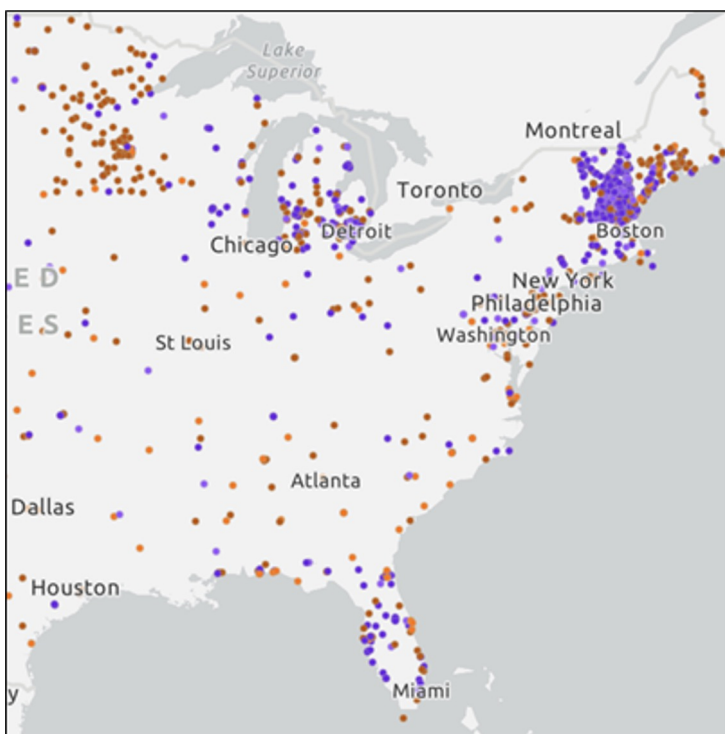 Lake
Superior
Montreal
Toronto
Detroit
Boston
Chicago
E D
New York
Philadelphia
E S
Washington
St Louis
Atlanta
Dallas
Houston
Miami
y